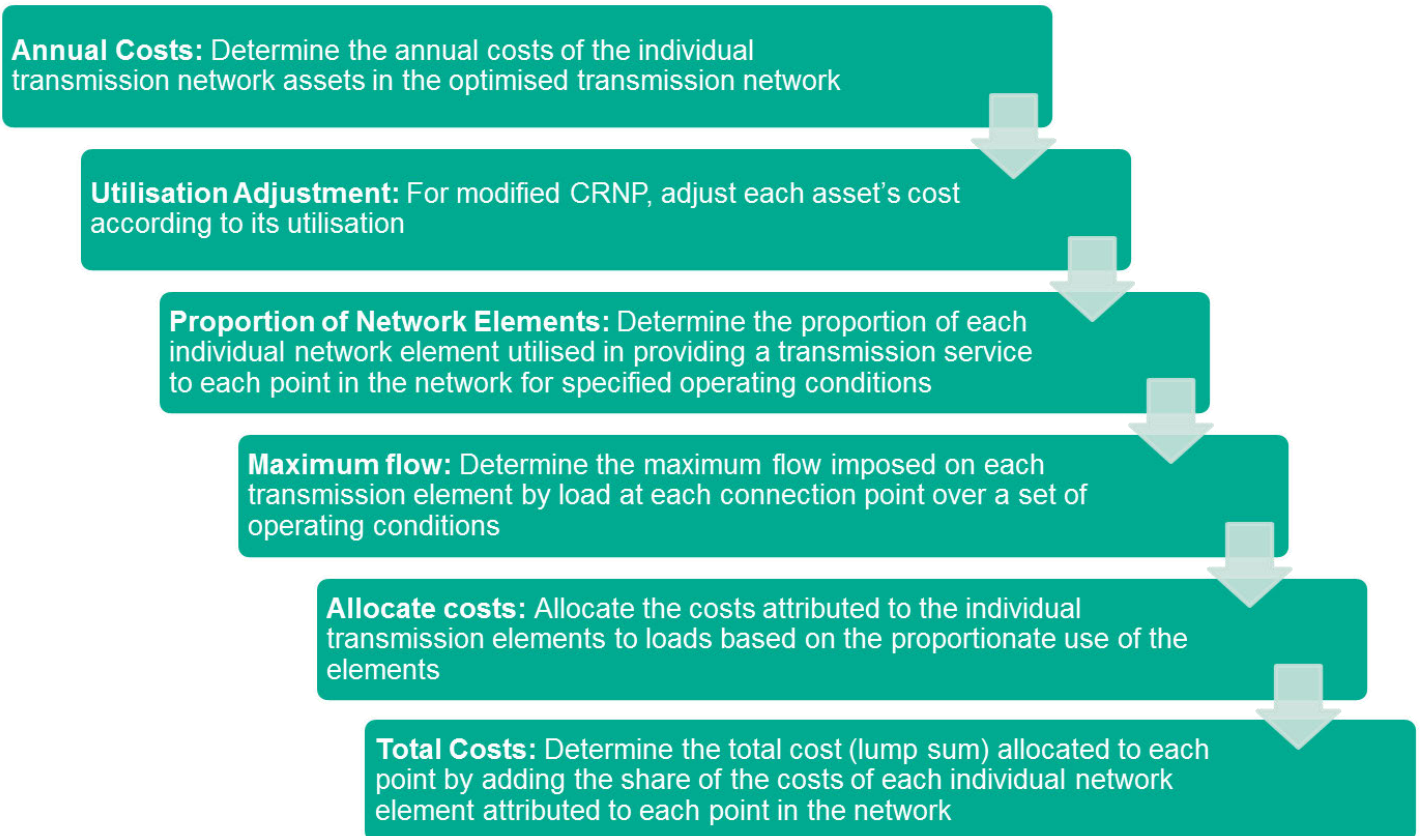 Annual Costs: Determine the annual costs of the individual
transmission network assets in the optimised transmission network
Utilisation Adjustment: For modified CRNP, adjust each asset's cost
according to its utilisation
Proportion of Network Elements: Determine the proportion of each
individual network element utilised in providing a transmission service
to each point in the network for specified operating conditions
Maximum flow: Determine the maximum flow imposed on each
transmission element by load at each connection point over a set of
operating conditions
Allocate costs: Allocate the costs attributed to the individual
transmission elements to loads based on the proportionate use of the
elements
Total Costs: Determine the total cost (lump sum) allocated to each
point by adding the share of the costs of each individual network
element attributed to each point in the network